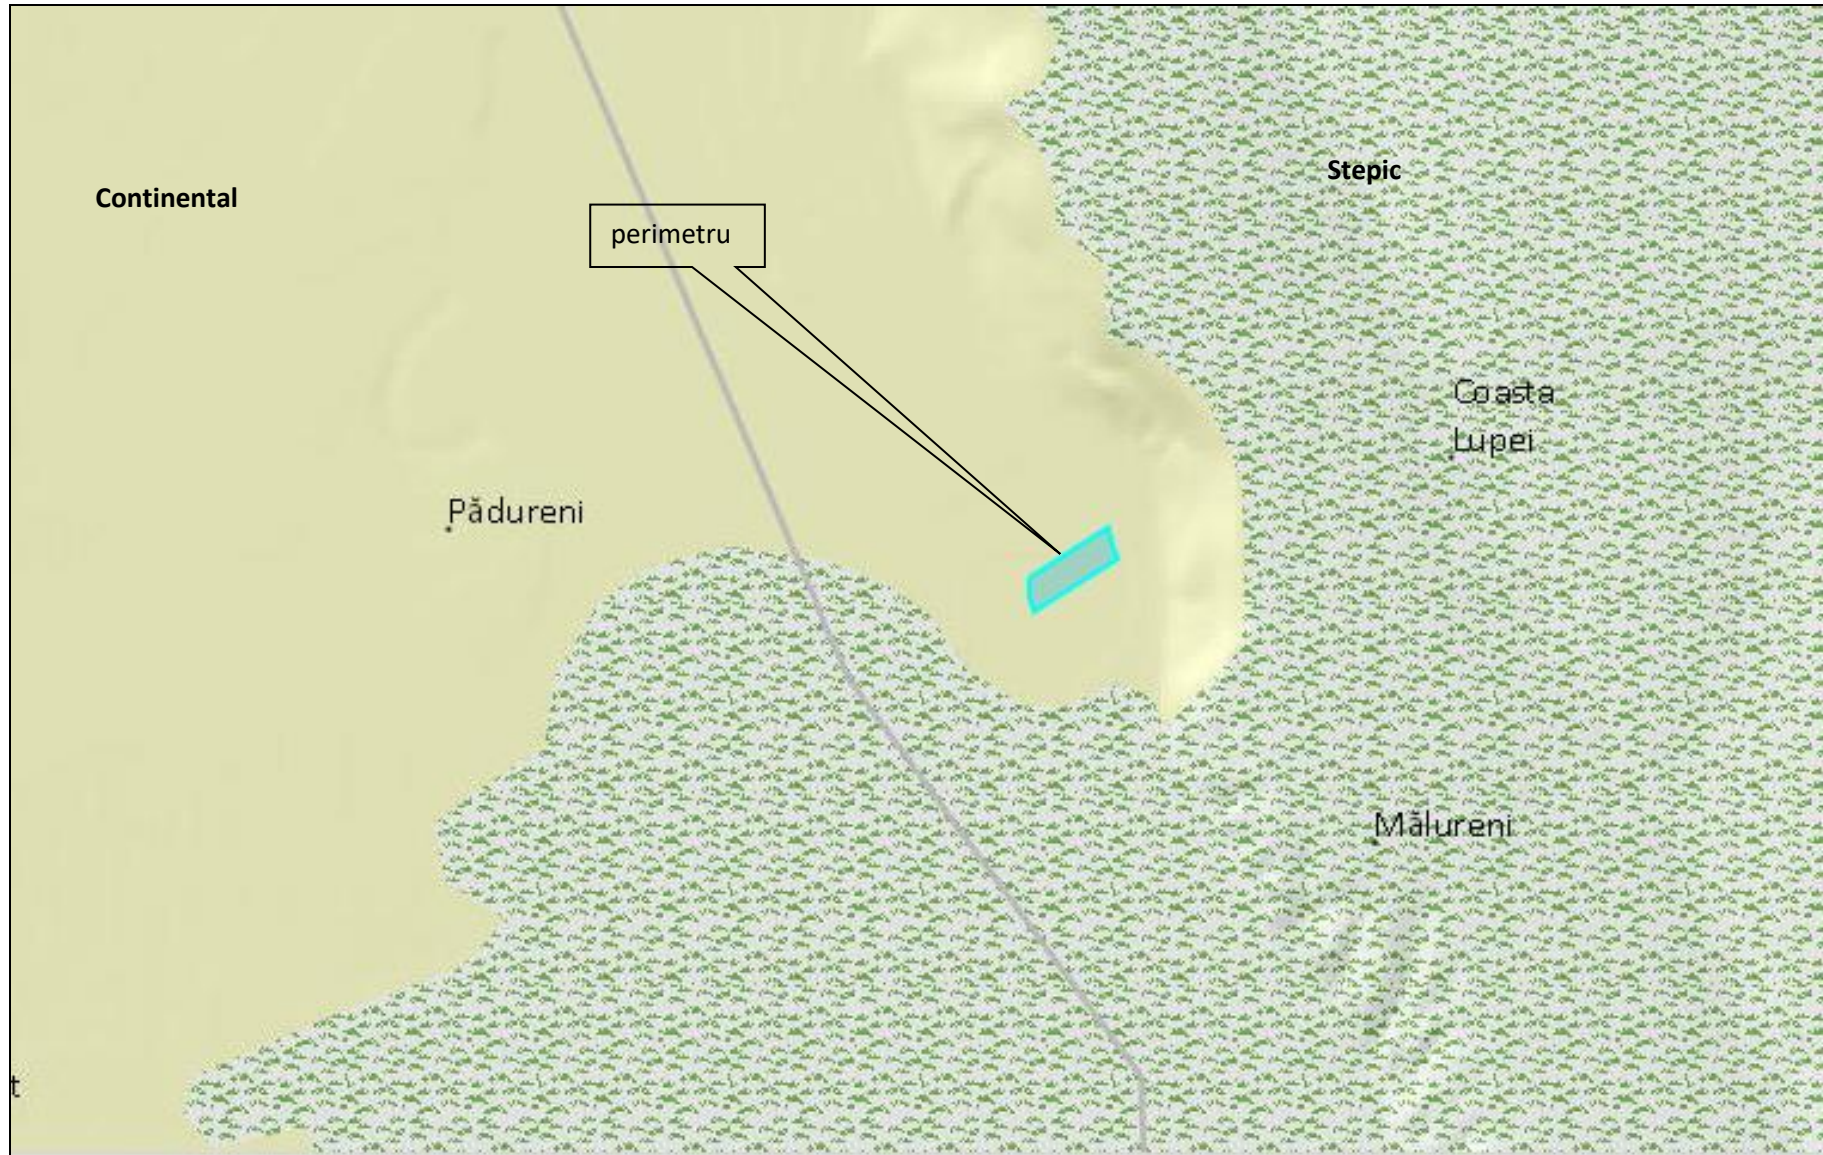 Stepic
Continental
perimetru
Coasta
Lupei
Pădureni
Mălureni
t